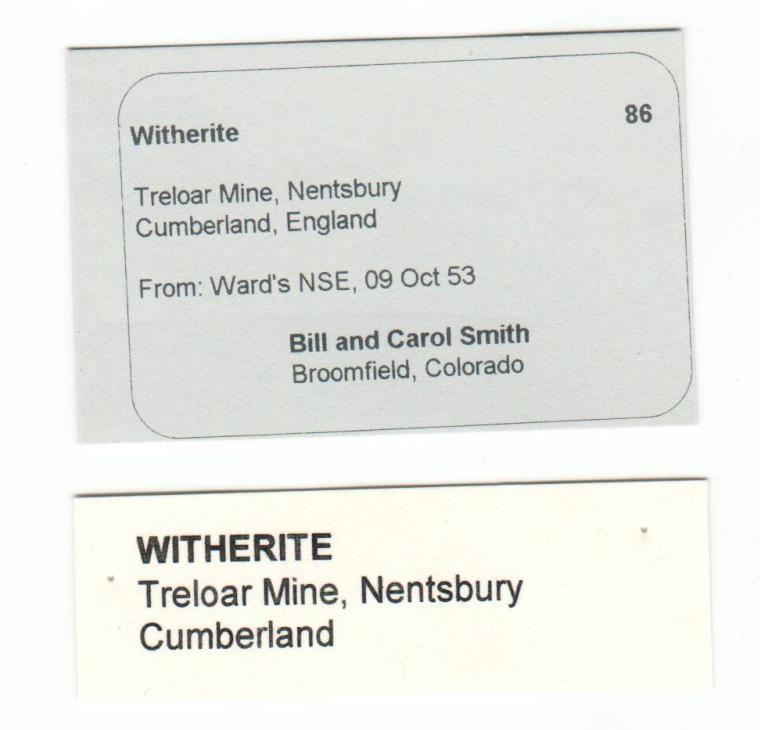 Witherite 86
Treloar Mine, Nentsbury
Cumberland, England
From: Ward's NSE, 09 Oct 53
Bill and Carol Smith
Broomfield, Colorado
WITHERITE
Treloar Mine, Nentsbury
Cumberland